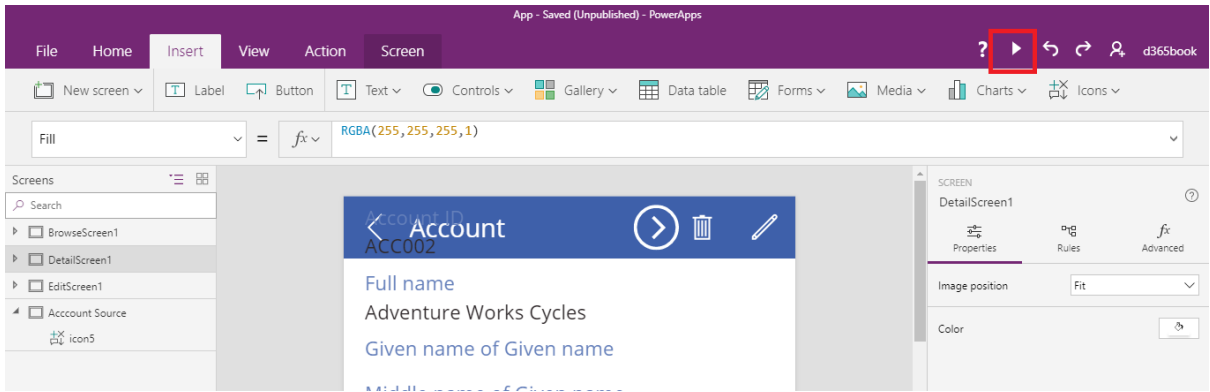 App - Saved (Unpublished) - PowerApps
File Home Insert View Action Screen ? d365book
New screen Label Button Text Controls Gallery Data table Forms Media Charts Icons
Fill = fx RGBA(255,255,255,1)
Screens
Search
BrowseScreen1
DetailScreen1
EditScreen1
Acccount Source
icon5
Account ID
Account
ACC002
Full name
Adventure Works Cycles
Given name of Given name
Middle name of Given name
SCREEN
DetailScreen1
Properties Rules Advanced
Image position Fit
Color